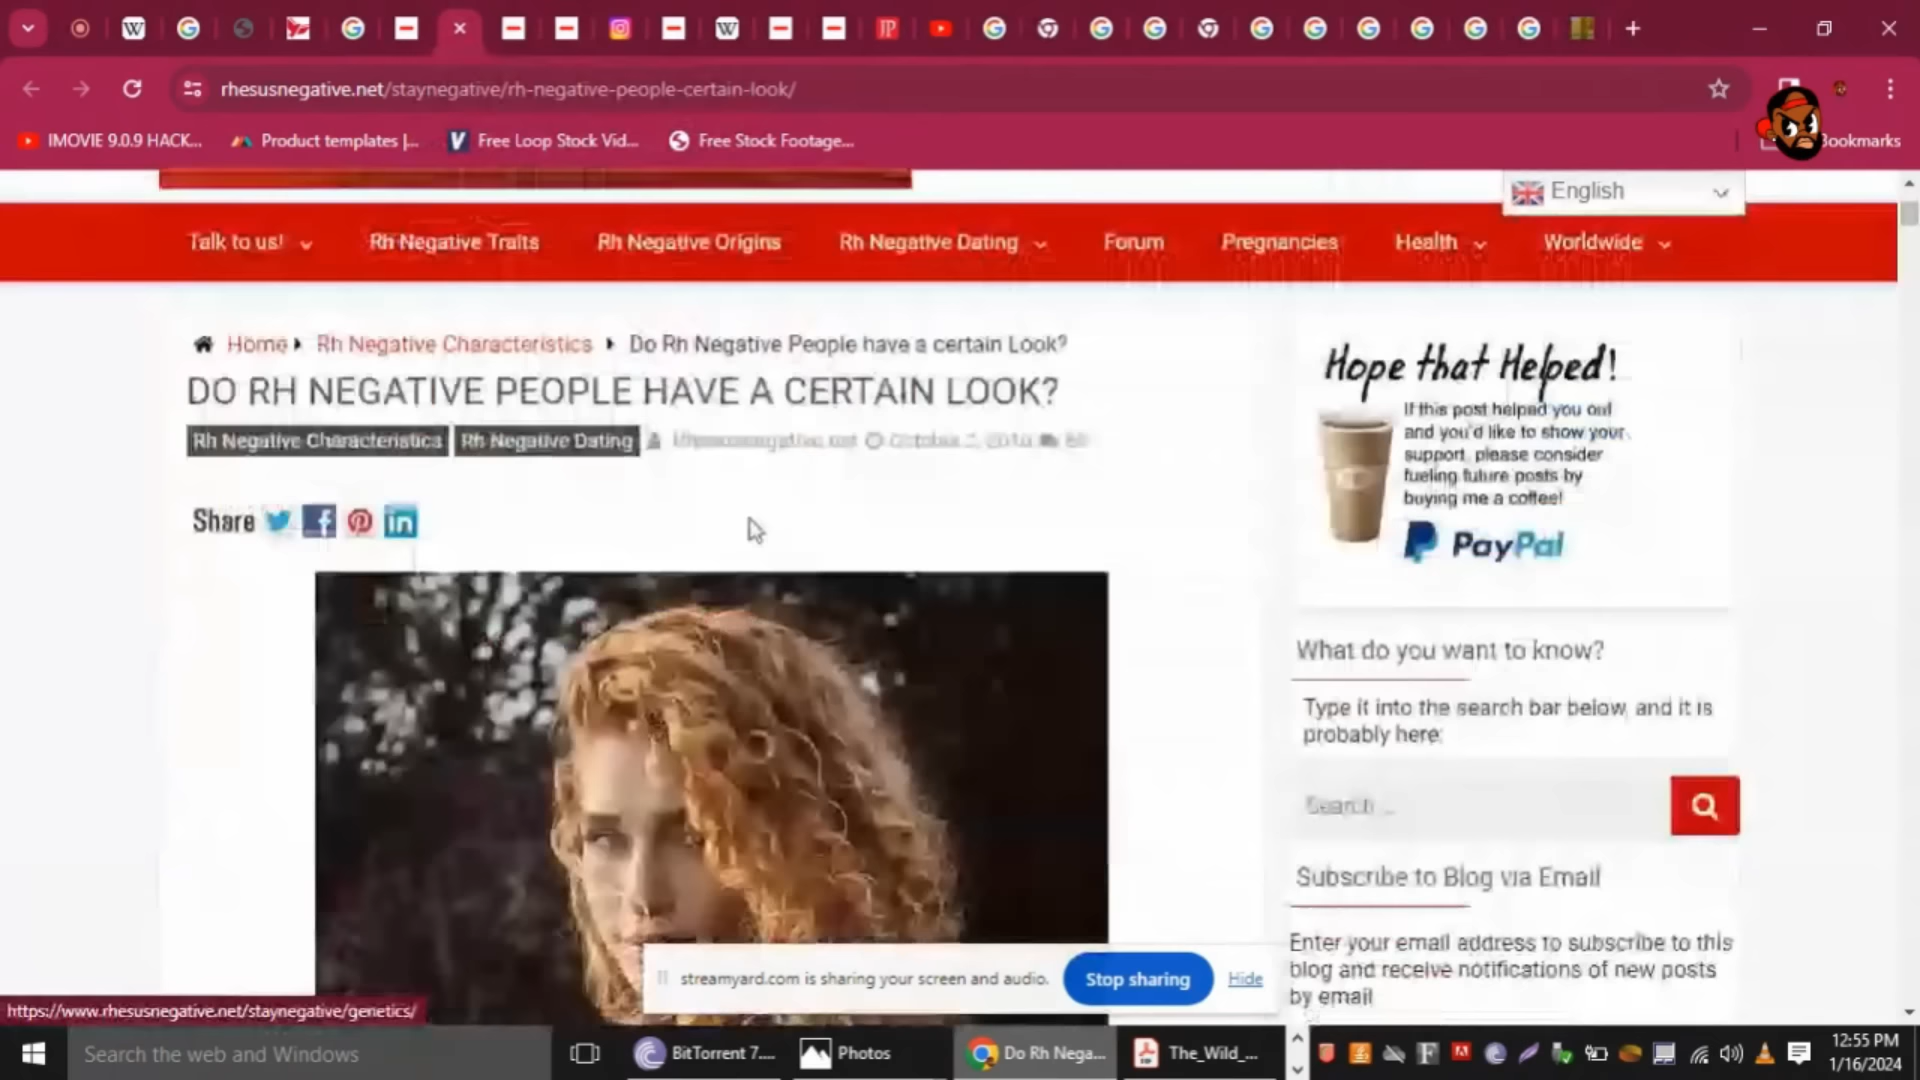 rhesusnegative.net/staynegative/rh-negative-people-certain-look/
IMOVIE 9.0.9 HACK... Product templates |... Free Loop Stock Vid... Free Stock Footage... Bookmarks
English
Talk to us! Rh Negative Traits Rh Negative Origins Rh Negative Dating Forum Pregnancies Health Worldwide
Home Rh Negative Characteristics Do Rh Negative People have a certain Look?
DO RH NEGATIVE PEOPLE HAVE A CERTAIN LOOK?
Rh Negative Characteristics Rh Negative Dating
Share
Hope that Helped!
If this post helped you out
and you'd like to show your
support, please consider
fueling future posts by
buying me a coffee!
PayPal
What do you want to know?
Type it into the search bar below, and it is
probably here:
Search ...
Subscribe to Blog via Email
Enter your email address to subscribe to this
blog and receive notifications of new posts
by email
streamyard.com is sharing your screen and audio. Stop sharing Hide
https://www.rhesusnegative.net/staynegative/genetics/
Search the web and Windows BitTorrent 7.... Photos Do Rh Nega... The_Wild_... 12:55 PM
1/16/2024